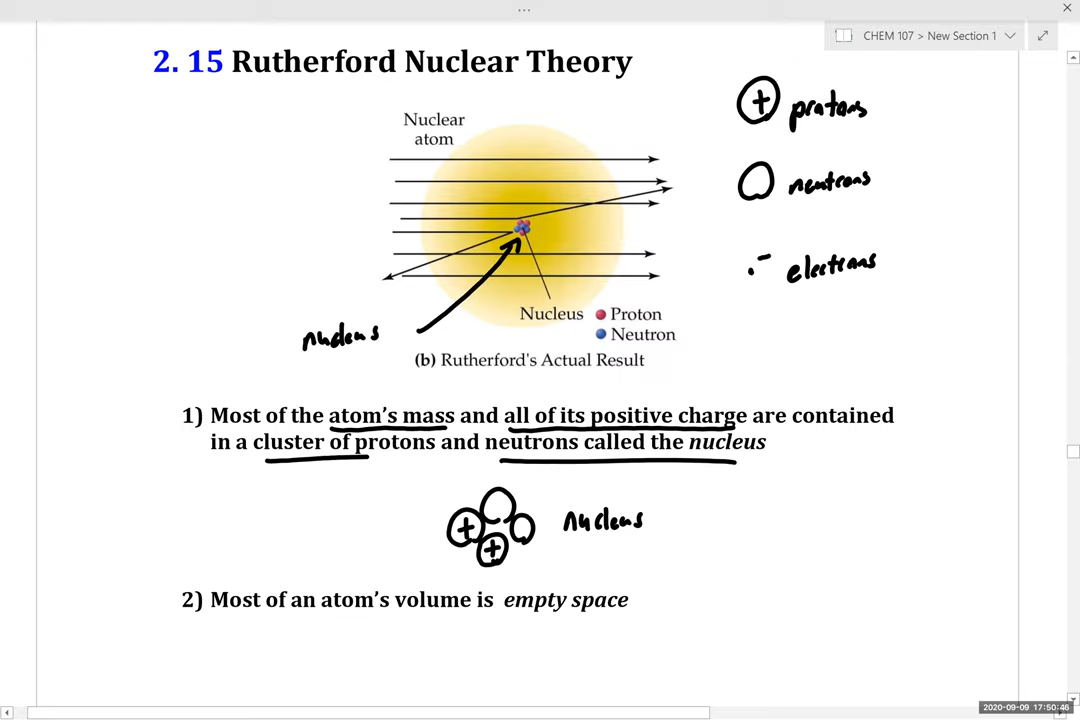 CHEM 107 > New Section 1
2. 15 Rutherford Nuclear Theory
Nuclear
atom
+ protons
neutrons
- electrons
nucleus
Nucleus Proton
Neutron
(b) Rutherford's Actual Result
1) Most of the atom's mass and all of its positive charge are contained
in a cluster of protons and neutrons called the nucleus
+ + nucleus
2) Most of an atom's volume is empty space
2020-09-09 17:50:46